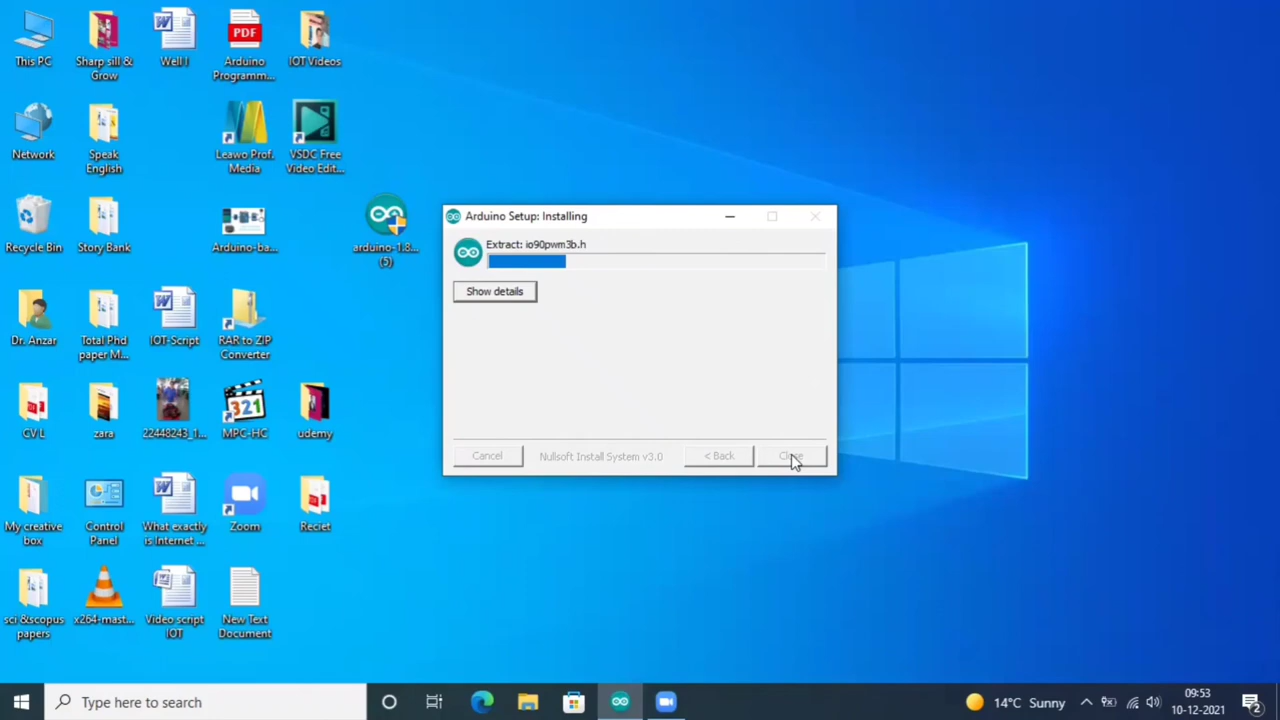 This PC
Sharp sill &
Grow
Well I
PDF
Arduino
Programm...
IOT Videos
Network
Speak
English
Leawo Prof.
Media
VSDC Free
Video Edit...
Recycle Bin
Story Bank
Arduino-ba...
arduino-1.8...
(5)
Dr. Anzar
Total Phd
paper M...
IOT-Script
RAR to ZIP
Converter
CV L
zara
22448243_1...
321
MPC-HC
udemy
My creative
box
Control
Panel
What exactly
is Internet ...
Zoom
Reciet
sci &scopus
papers
x264-mast...
Video script
IOT
New Text
Document
Arduino Setup: Installing
Extract: io90pwm3b.h
Show details
Cancel
Nullsoft Install System v3.0
< Back
Type here to search
14°C Sunny
09:53
10-12-2021
2